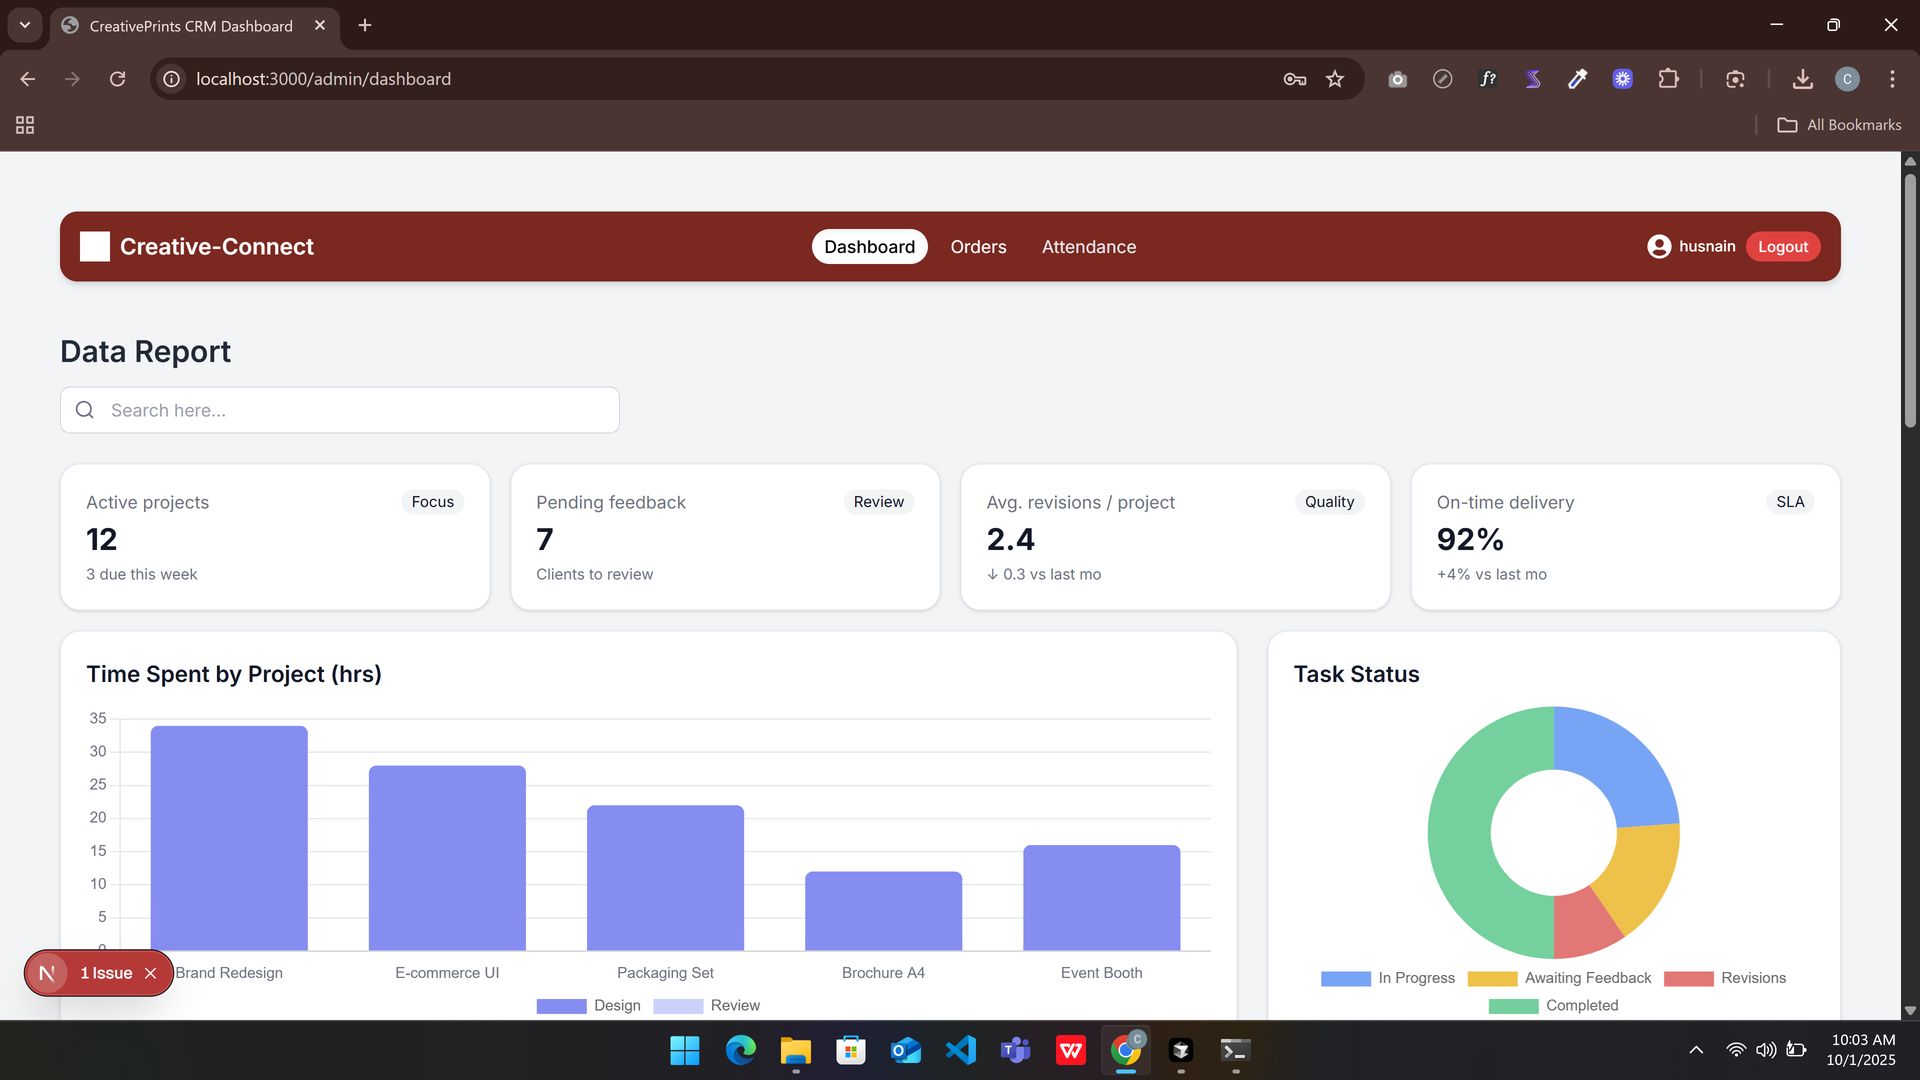 CreativePrints CRM Dashboard
localhost:3000/admin/dashboard
f?
C
All Bookmarks
Creative-Connect
Dashboard
Orders
Attendance
husnain
Logout
Data Report
Search here...
Active projects
Focus
12
3 due this week
Pending feedback
Review
7
Clients to review
Avg. revisions / project
Quality
2.4
↓ 0.3 vs last mo
On-time delivery
SLA
92%
+4% vs last mo
Time Spent by Project (hrs)
35
30
25
20
15
10
5
0
Brand Redesign
E-commerce UI
Packaging Set
Brochure A4
Event Booth
Design
Review
Task Status
In Progress
Awaiting Feedback
Revisions
Completed
N
1 Issue
C
10:03 AM
10/1/2025